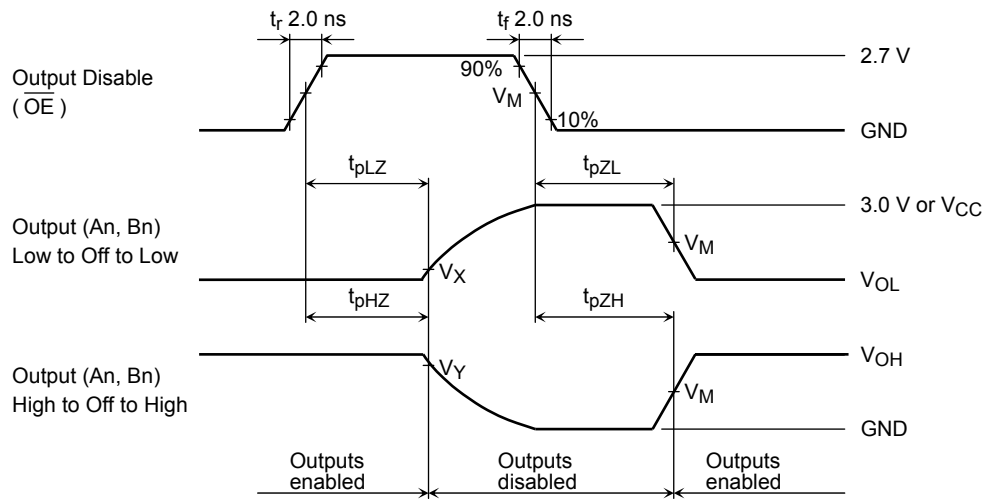 tr 2.0 ns
tf 2.0 ns
Output Disable
( OE )
90%
VM
10%
2.7 V
GND
tpLZ
tpZL
Output (An, Bn)
Low to Off to Low
VX
VM
3.0 V or VCC
VOL
tpHZ
tpZH
Output (An, Bn)
High to Off to High
VY
VM
VOH
GND
Outputs
enabled
Outputs
disabled
Outputs
enabled